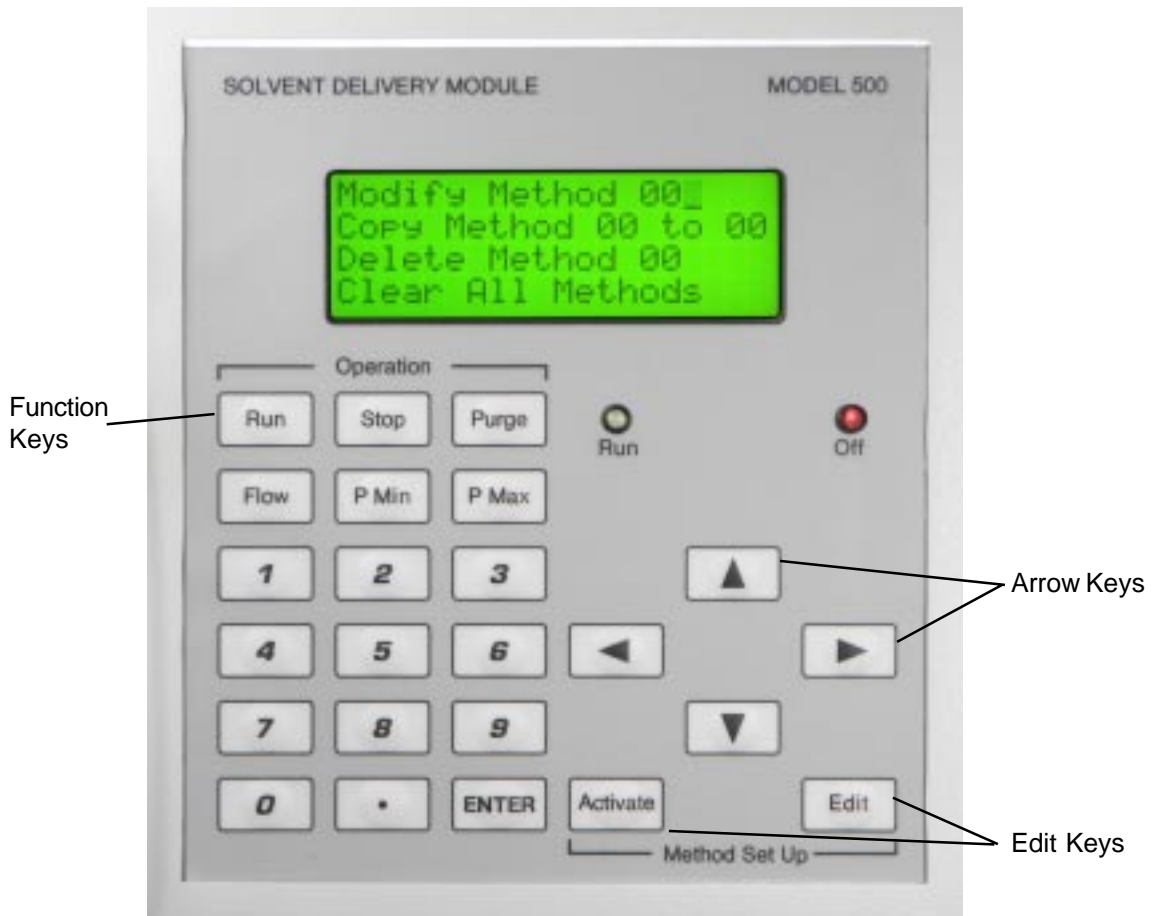 SOLVENT DELIVERY MODULE MODEL 500
Modify Method 00
Copy Method 00 to 00
Delete Method 00
Clear All Methods
Operation
Function
Keys
Run Stop Purge
Run Off
Flow P Min P Max
1 2 3
Arrow Keys
4 5 6
7 8 9
0 . ENTER Activate Edit
Method Set Up
Edit Keys